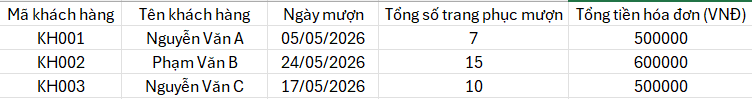 Mã khách hàng Tên khách hàng Ngày mượn Tổng số trang phục mượn Tổng tiền hóa đơn (VNĐ)
KH001 Nguyễn Văn A 05/05/2026 7 500000
KH002 Phạm Văn B 24/05/2026 15 600000
KH003 Nguyễn Văn C 17/05/2026 10 500000